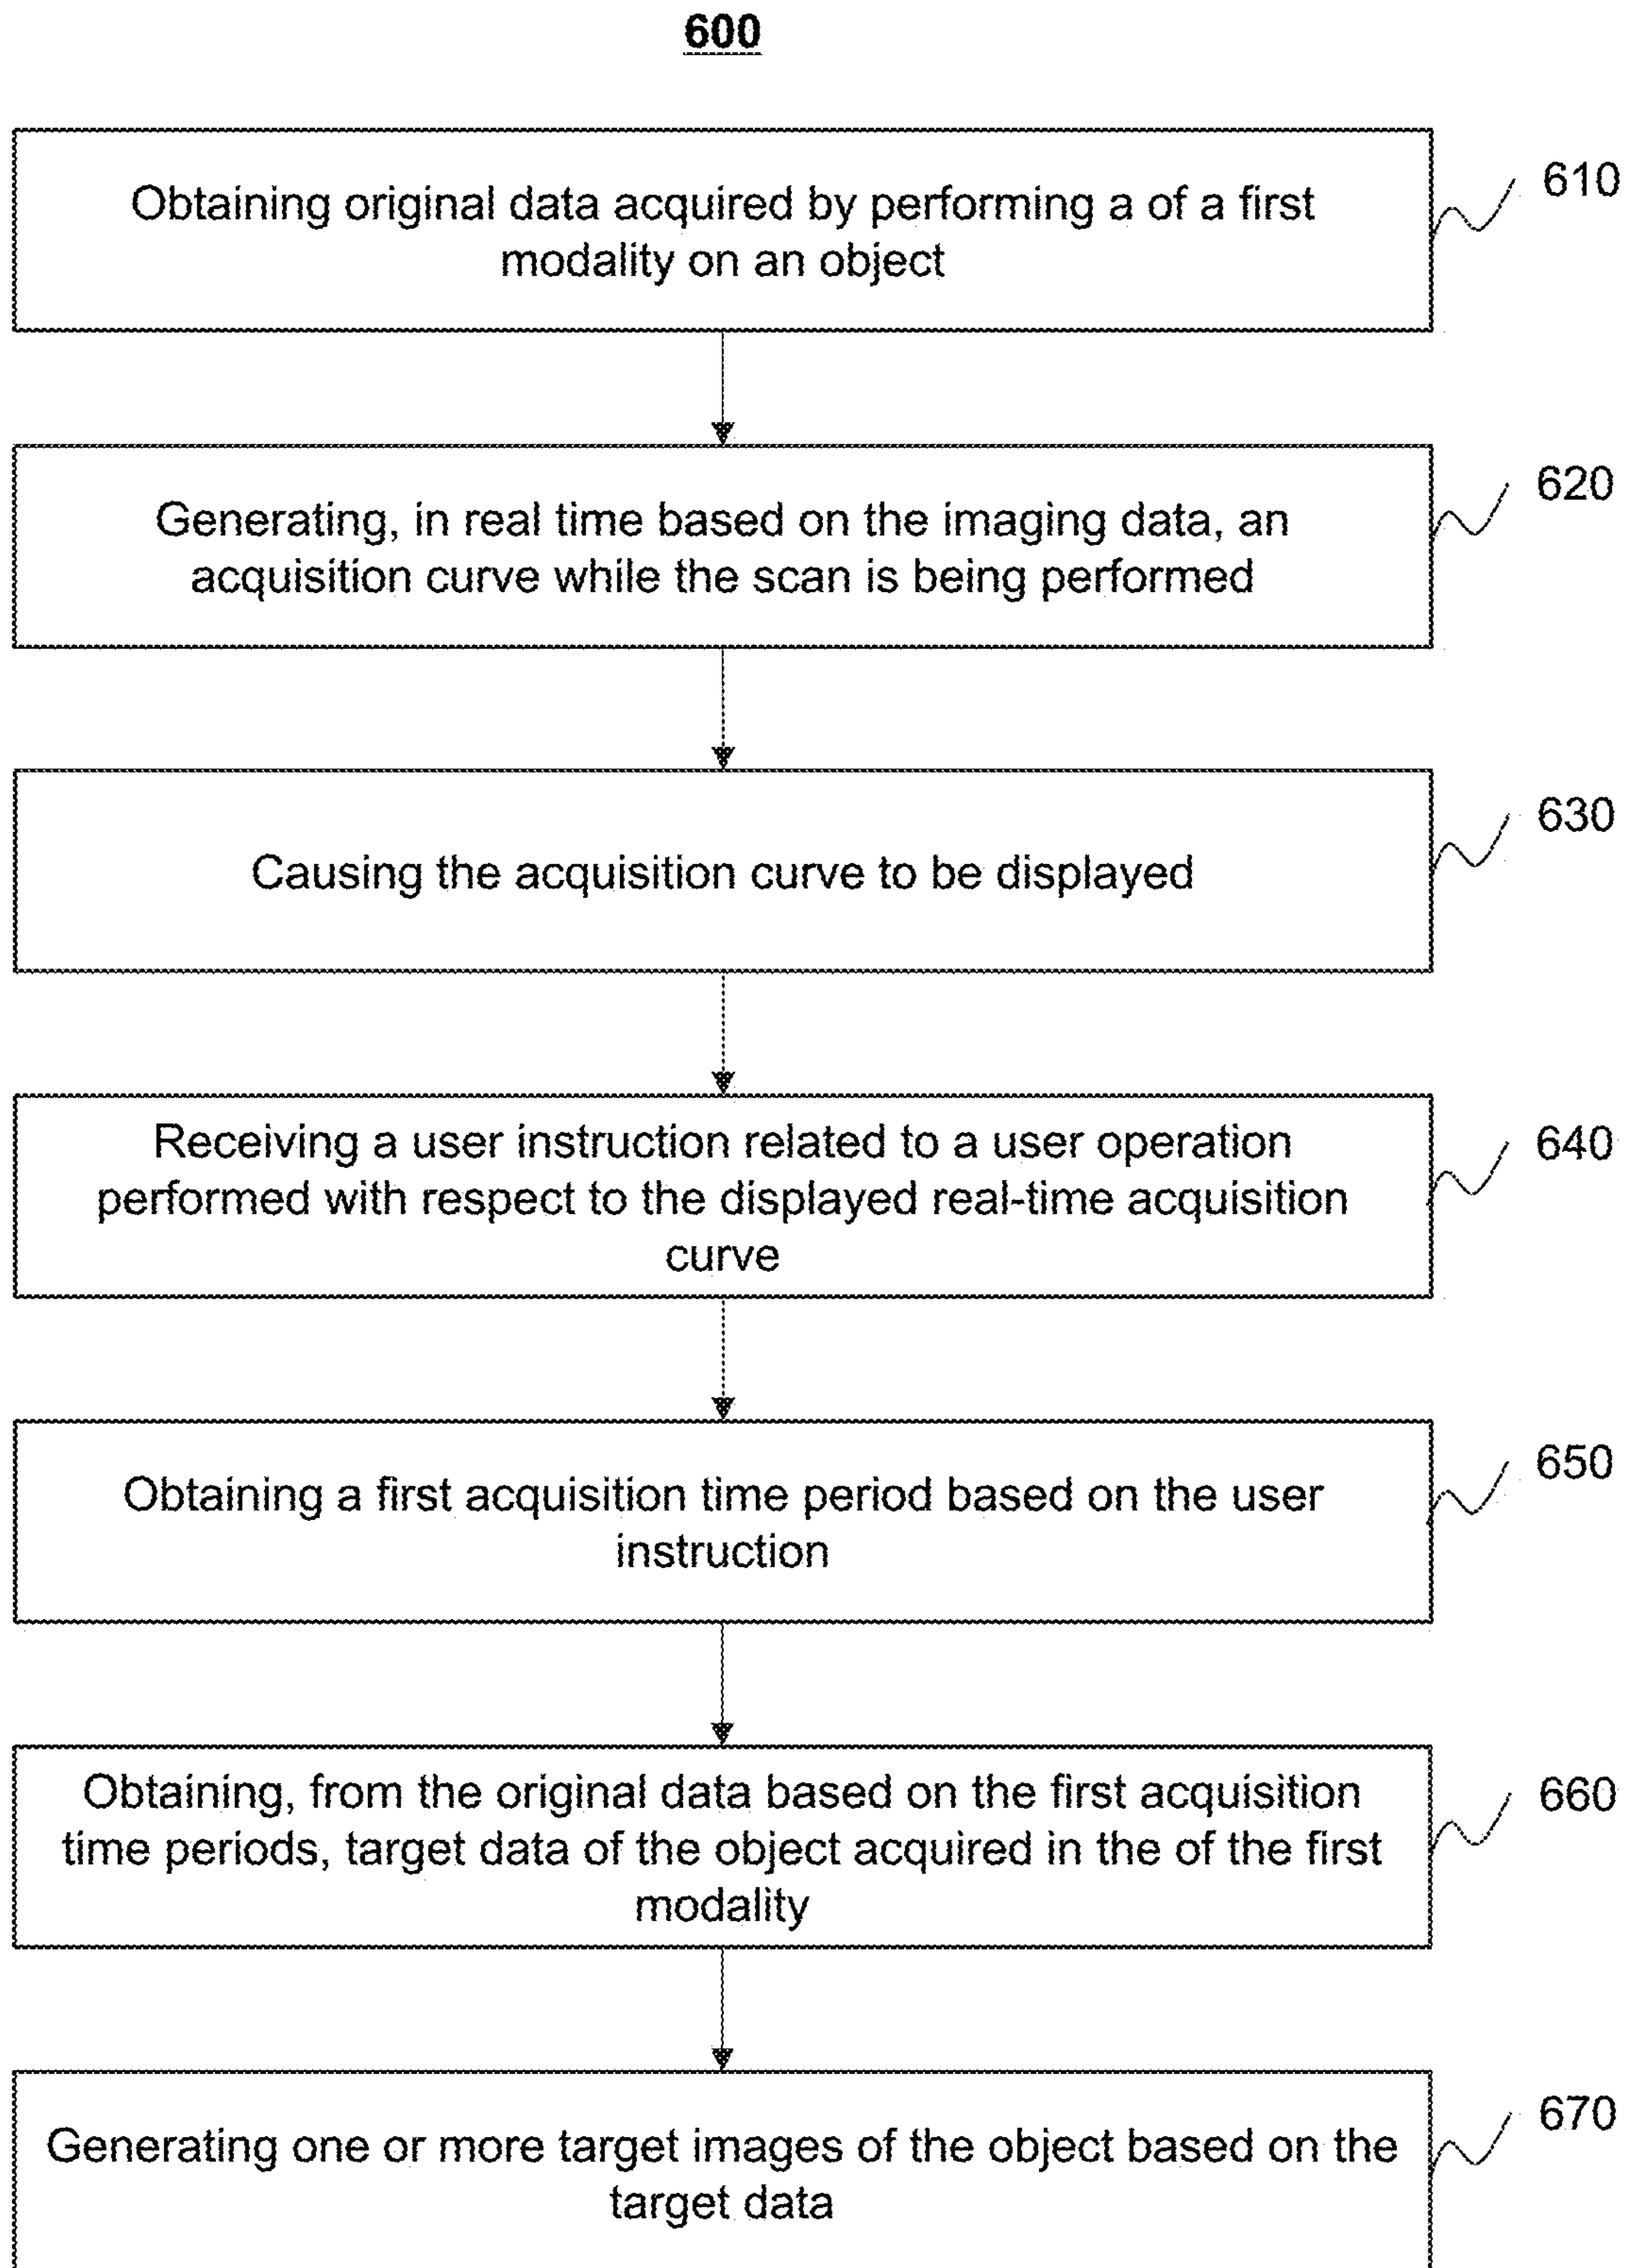 600
Obtaining original data acquired by performing a of a first
modality on an object
610
Generating, in real time based on the imaging data, an
acquisition curve while the scan is being performed
620
Causing the acquisition curve to be displayed
630
Receiving a user instruction related to a user operation
performed with respect to the displayed real-time acquisition
curve
640
Obtaining a first acquisition time period based on the user
instruction
650
Obtaining, from the original data based on the first acquisition
time periods, target data of the object acquired in the of the first
modality
660
Generating one or more target images of the object based on the
target data
670